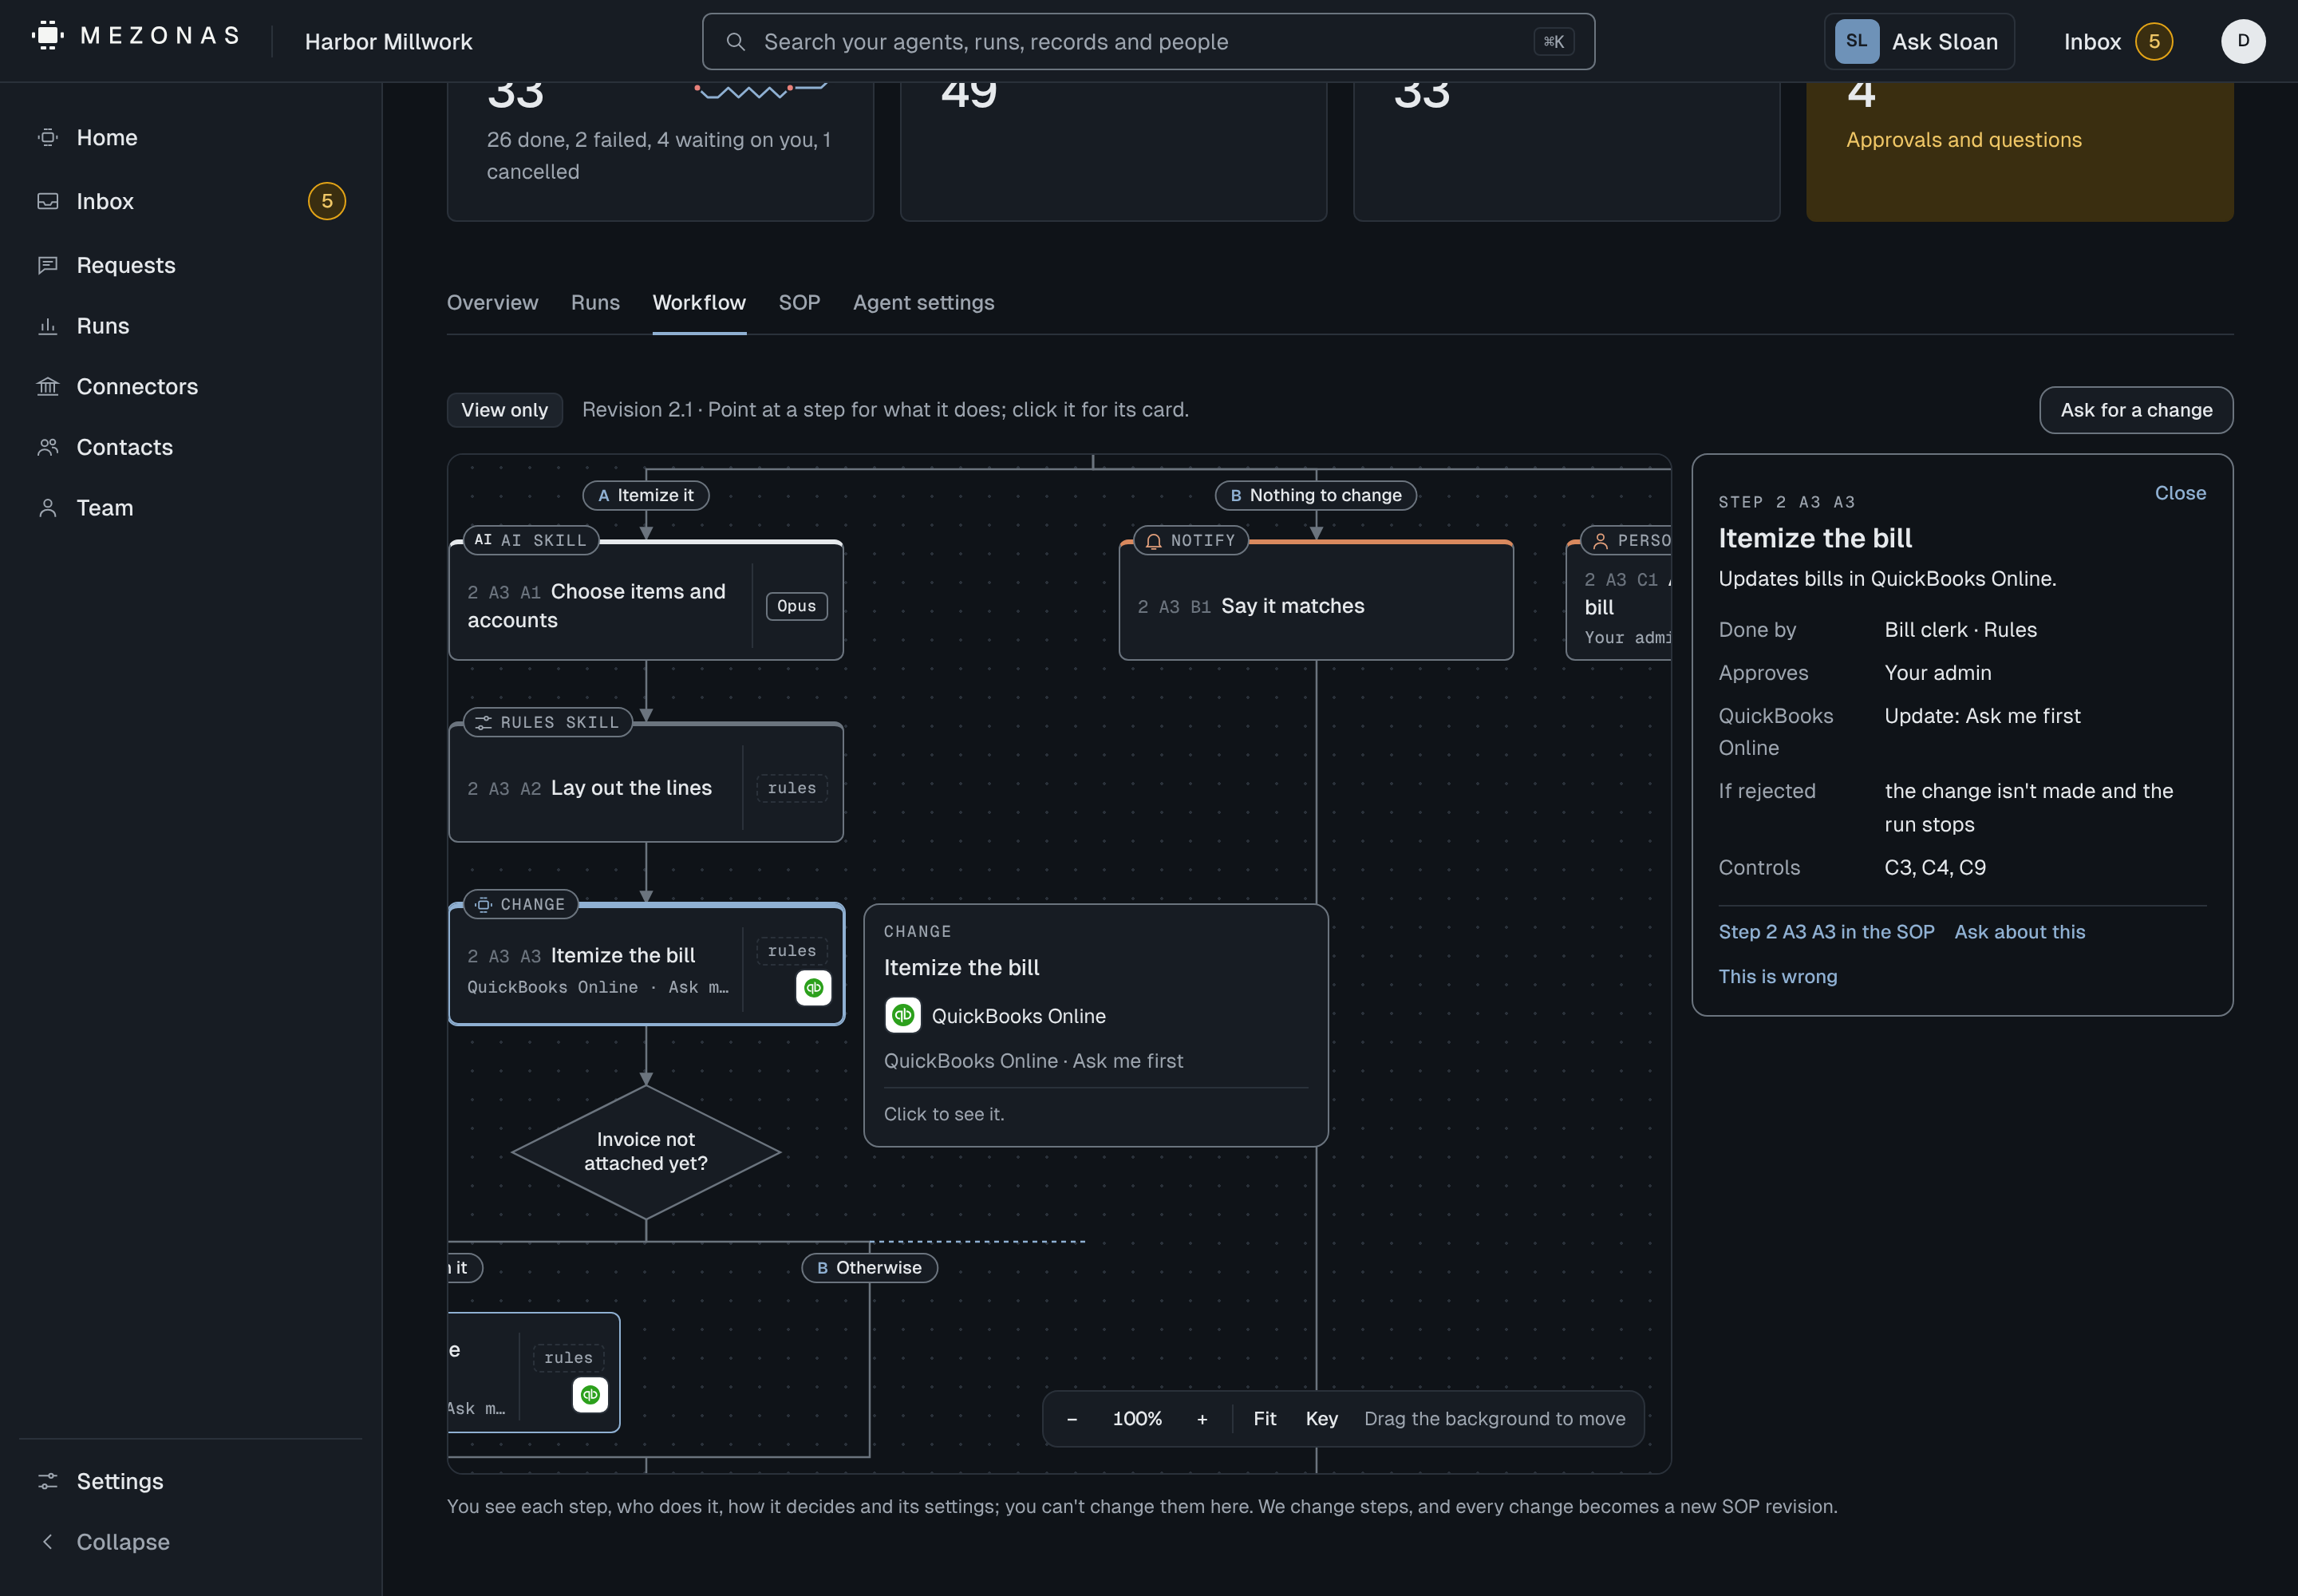 MEZONAS
Harbor Millwork
Search your agents, runs, records and people
⌘K
SL Ask Sloan
Inbox 5
D
Home
Inbox 5
Requests
Runs
Connectors
Contacts
Team
Settings
Collapse
33
26 done, 2 failed, 4 waiting on you, 1
cancelled
49
33
4
Approvals and questions
Overview Runs Workflow SOP Agent settings
View only Revision 2.1 · Point at a step for what it does; click it for its card.
Ask for a change
A Itemize it
B Nothing to change
AI AI SKILL
2 A3 A1 Choose items and
accounts
Opus
NOTIFY
2 A3 B1 Say it matches
2 A3 C1
bill
RULES SKILL
2 A3 A2 Lay out the lines
rules
CHANGE
2 A3 A3 Itemize the bill
QuickBooks Online · Ask m…
rules
qb
CHANGE
Itemize the bill
qb QuickBooks Online
QuickBooks Online · Ask me first
Click to see it.
Invoice not
attached yet?
it
B Otherwise
rules
Ask m…
qb
− 100% + Fit Key Drag the background to move
STEP 2 A3 A3
Close
Itemize the bill
Updates bills in QuickBooks Online.
Done by Bill clerk · Rules
Approves Your admin
QuickBooks Update: Ask me first
Online
If rejected the change isn't made and the
run stops
Controls C3, C4, C9
Step 2 A3 A3 in the SOP Ask about this
This is wrong
You see each step, who does it, how it decides and its settings; you can't change them here. We change steps, and every change becomes a new SOP revision.